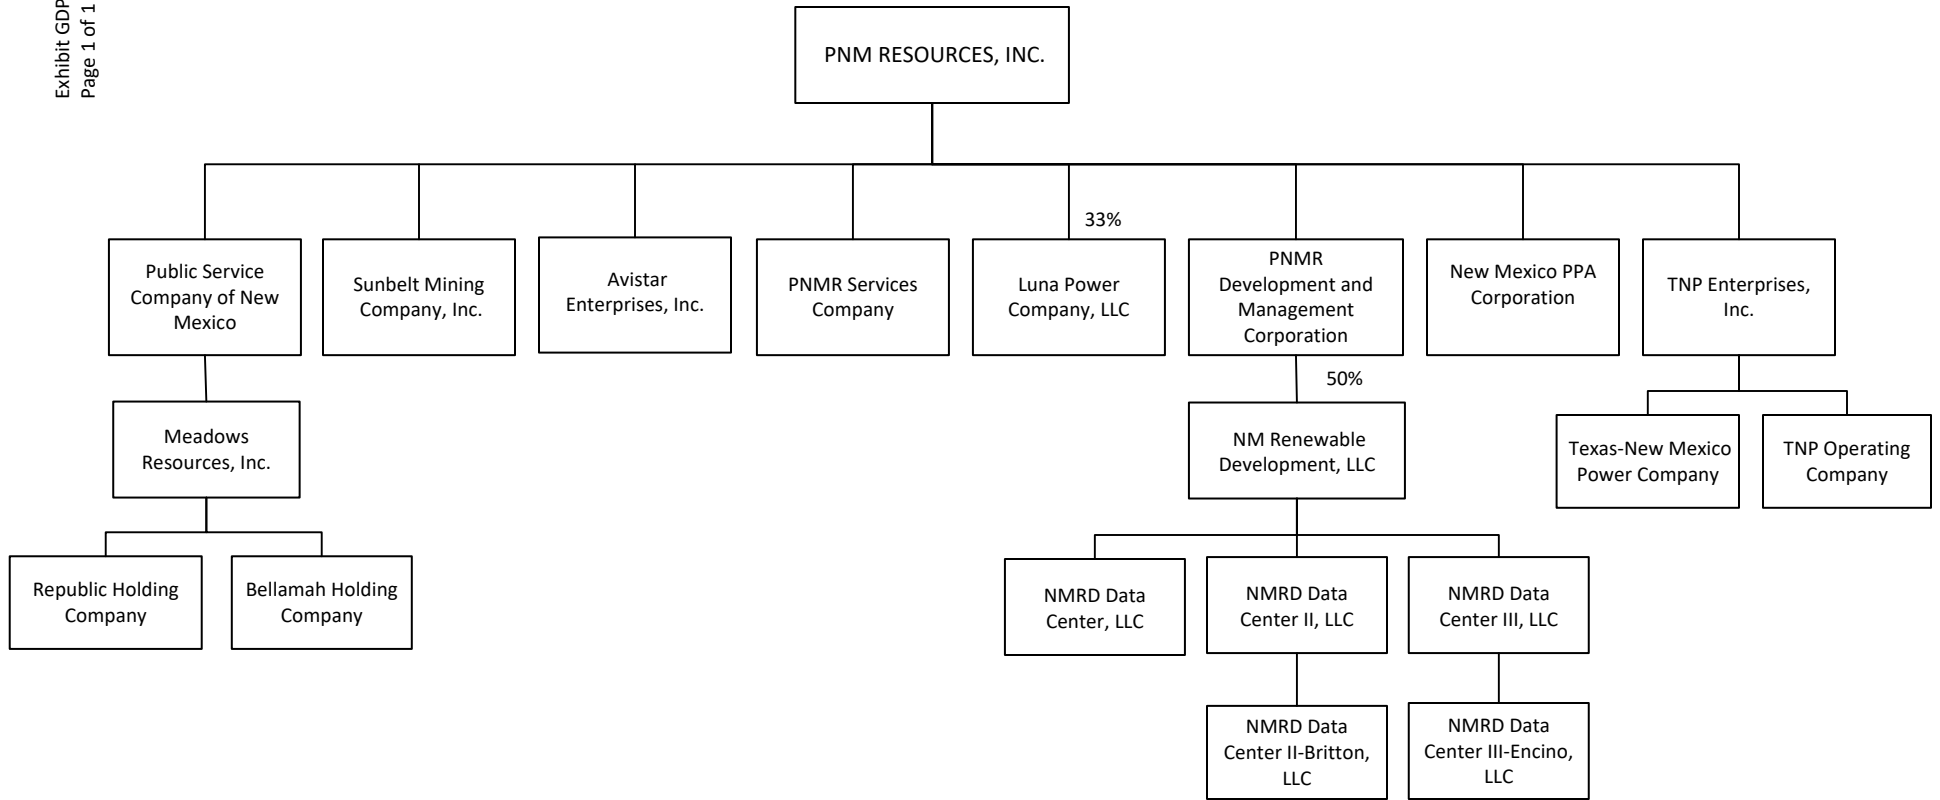 Exhibit GDP
Page 1 of 1
PNM RESOURCES, INC.
33%
Public Service
Company of New
Mexico
Sunbelt Mining
Company, Inc.
Avistar
Enterprises, Inc.
PNMR Services
Company
Luna Power
Company, LLC
PNMR
Development and
Management
Corporation
New Mexico PPA
Corporation
TNP Enterprises,
Inc.
50%
Meadows
Resources, Inc.
NM Renewable
Development, LLC
Texas-New Mexico
Power Company
TNP Operating
Company
Republic Holding
Company
Bellamah Holding
Company
NMRD Data
Center, LLC
NMRD Data
Center II, LLC
NMRD Data
Center III, LLC
NMRD Data
Center II-Britton,
LLC
NMRD Data
Center III-Encino,
LLC